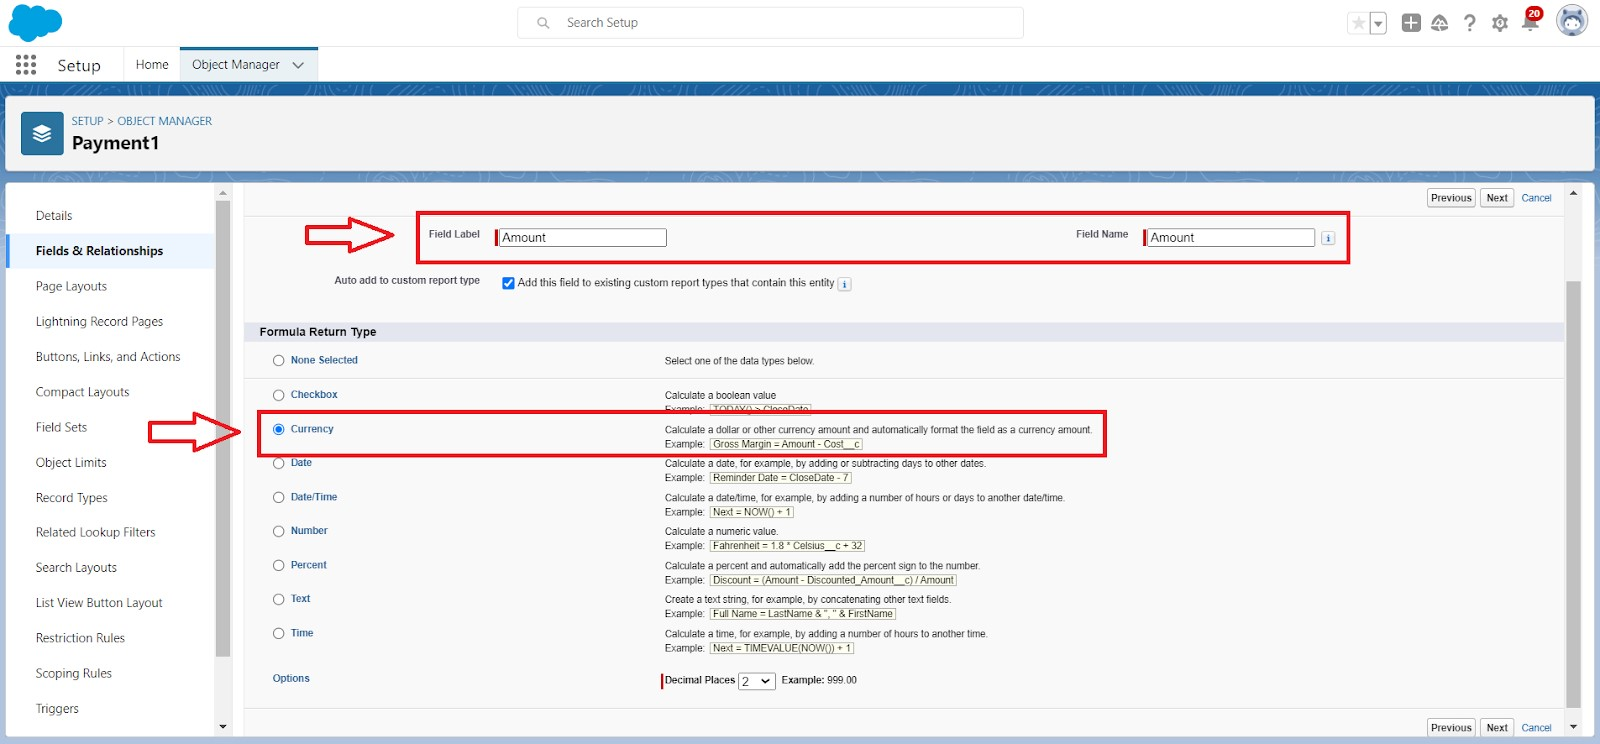 Search Setup
20
Setup
Home
Object Manager
SETUP > OBJECT MANAGER
Payment1
Details
Fields & Relationships
Page Layouts
Lightning Record Pages
Buttons, Links, and Actions
Compact Layouts
Field Sets
Object Limits
Record Types
Related Lookup Filters
Search Layouts
List View Button Layout
Restriction Rules
Scoping Rules
Triggers
Previous Next Cancel
Field Label Amount Field Name Amount i
Auto add to custom report type Add this field to existing custom report types that contain this entity i
Formula Return Type
None Selected Select one of the data types below.
Checkbox Calculate a boolean value
Example: TODAY() > CloseDate
Currency Calculate a dollar or other currency amount and automatically format the field as a currency amount.
Example: Gross Margin = Amount - Cost__c
Date Calculate a date, for example, by adding or subtracting days to other dates.
Example: Reminder Date = CloseDate - 7
Date/Time Calculate a date/time, for example, by adding a number of hours or days to another date/time.
Example: Next = NOW() + 1
Number Calculate a numeric value.
Example: Fahrenheit = 1.8 * Celsius__c + 32
Percent Calculate a percent and automatically add the percent sign to the number.
Example: Discount = (Amount - Discounted_Amount__c) / Amount
Text Create a text string, for example, by concatenating other text fields.
Example: Full Name = LastName & ", " & FirstName
Time Calculate a time, for example, by adding a number of hours to another time.
Example: Next = TIMEVALUE(NOW()) + 1
Options Decimal Places 2 Example: 999.00
Previous Next Cancel